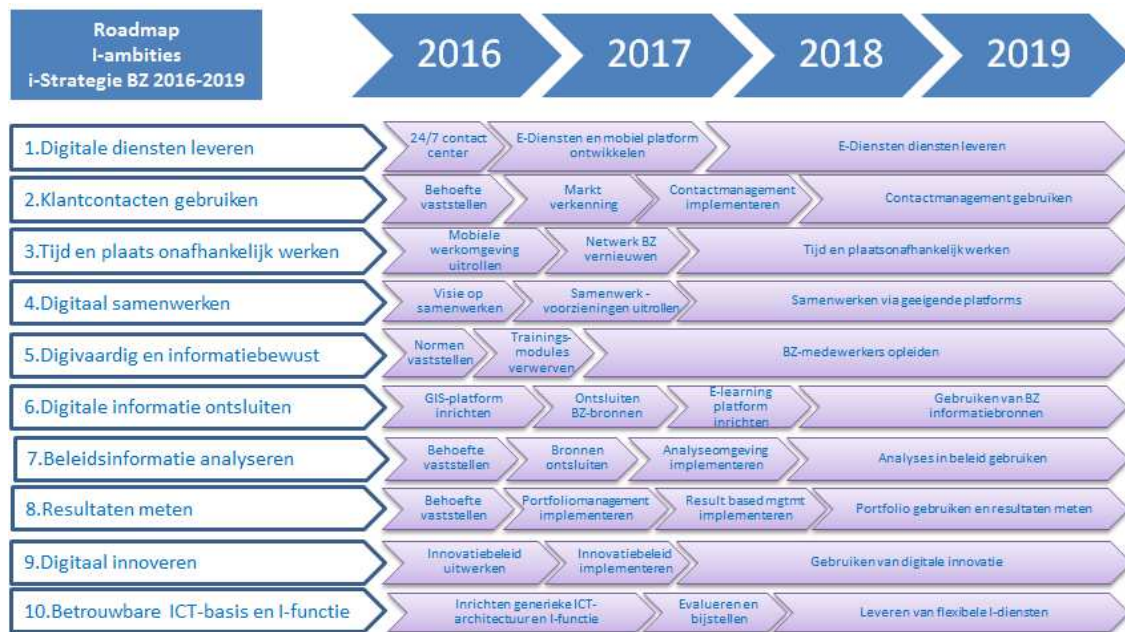 Roadmap
I-ambities
i-Strategie BZ 2016-2019
2016
2017
2018
2019
1.Digitale diensten leveren
24/7 contact
center
E-Diensten en mobiel platform
ontwikkelen
E-Diensten diensten leveren
2.Klantcontacten gebruiken
Behoefte
vaststellen
Markt
verkenning
Contactmanagement
implementeren
Contactmanagement gebruiken
3.Tijd en plaats onafhankelijk werken
Mobiele
werkomgeving
uitrollen
Netwerk BZ
vernieuwen
Tijd en plaatsonafhankelijk werken
4.Digitaal samenwerken
Visie op
samenwerken
Samenwerk -
voorzieningen uitrollen
Samenwerken via geeigende platforms
5.Digivaardig en informatiebewust
Normen
vaststellen
Trainings-
modules
verwerven
BZ-medewerkers opleiden
6.Digitale informatie ontsluiten
GIS-platform
inrichten
Ontsluiten
BZ-bronnen
E-learning
platform
inrichten
Gebruiken van BZ
informatiebronnen
7.Beleidsinformatie analyseren
Behoefte
vaststellen
Bronnen
ontsluiten
Analyseomgeving
implementeren
Analyses in beleid gebruiken
8.Resultaten meten
Behoefte
vaststellen
Portfoliomanagement
implementeren
Result based mgtmt
implementeren
Portfolio gebruiken en resultaten meten
9.Digitaal innoveren
Innovatiebeleid
uitwerken
Innovatiebeleid
implementeren
Gebruiken van digitale innovatie
10.Betrouwbare ICT-basis en I-functie
Inrichten generieke ICT-
architectuur en I-functie
Evalueren en
bijstellen
Leveren van flexibele I-diensten